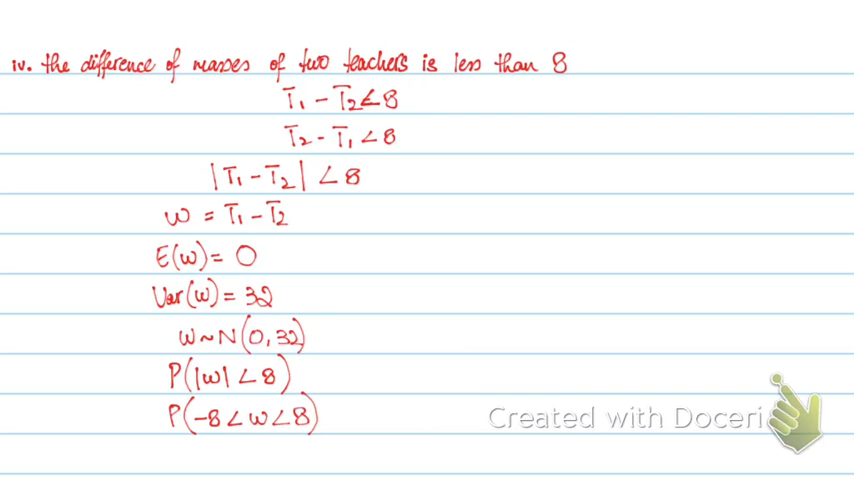 iv. the difference of masses of two teachers is less than 8
T₁ - T₂ < 8
T₂ - T₁ < 8
|T₁ - T₂| < 8
W = T₁ - T₂
E(W) = 0
Var(W) = 32
W ~ N(0, 32)
P(|W| < 8)
P(-8 < W < 8)
Created with Doceri